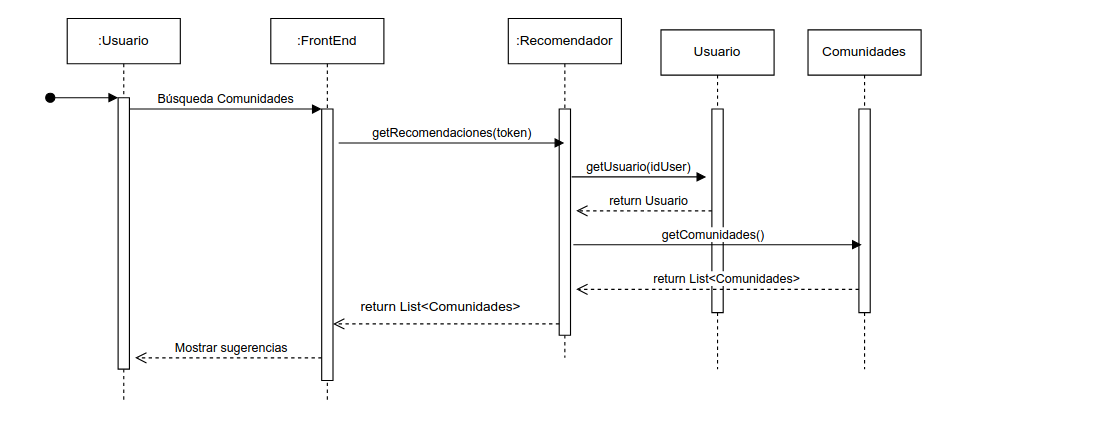 :Usuario
:FrontEnd
:Recomendador
Usuario
Comunidades
Búsqueda Comunidades
getRecomendaciones(token)
getUsuario(idUser)
return Usuario
getComunidades()
return List<Comunidades>
return List<Comunidades>
Mostrar sugerencias